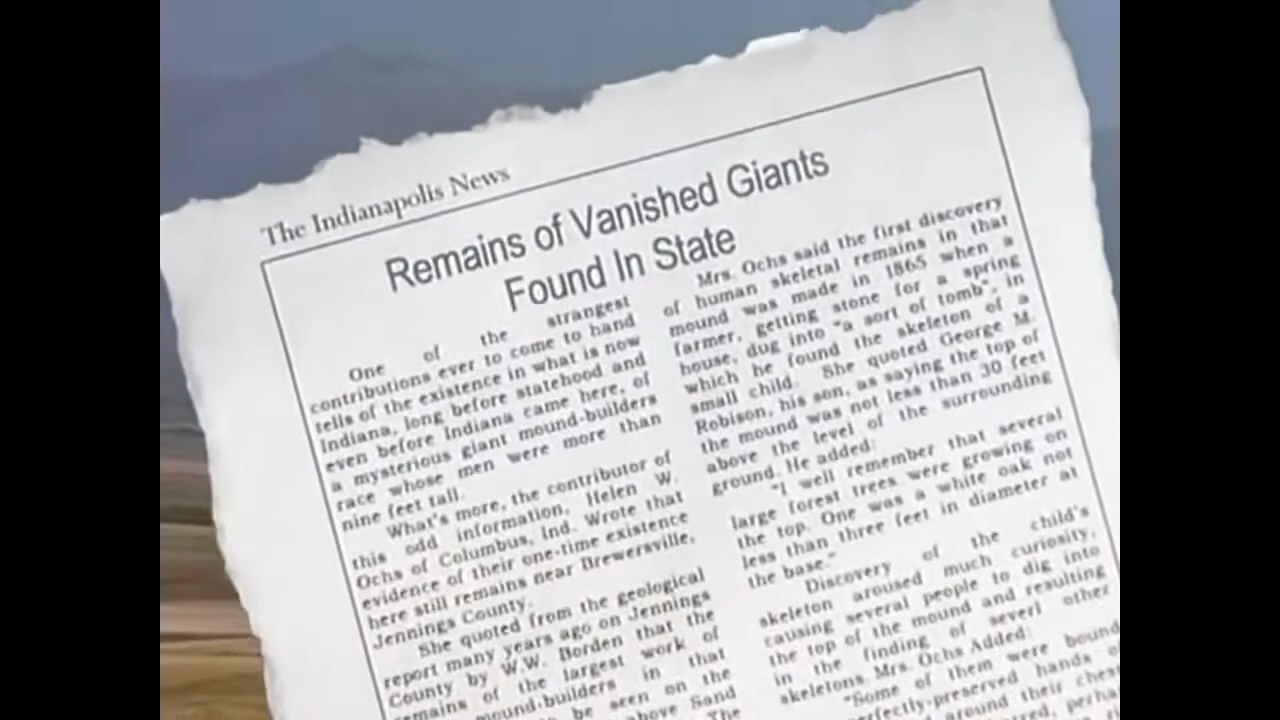 The Indianapolis News
Remains of Vanished Giants
Found In State
One of the strangest
contributions ever to come to hand
tells of the existence in what is now
Indiana, long before statehood and
even before Indiana came here, of
a mysterious giant mound-builders
race whose men were more than
nine feet tall.
What's more, the contributor of
this odd information, Helen W.
Ochs of Columbus, Ind. Wrote that
evidence of their one-time existence
here still remains near Brewersville,
Jennings County.
She quoted from the geological
report many years ago on Jennings
County by W.W. Borden that the
remains of the largest work of
mound-builders in that
be seen on the
above Sand
The
Mrs. Ochs said the first discovery
of human skeletal remains in that
mound was made in 1865 when a
farmer, getting stone for a spring
house, dug into "a sort of tomb", in
which he found the skeleton of a
small child. She quoted George M.
Robison, his son, as saying the top of
the mound was not less than 30 feet
above the level of the surrounding
ground. He added:
"I well remember that several
large forest trees were growing on
the top. One was a white oak not
less than three feet in diameter at
the base."
Discovery of the child's
skeleton aroused much curiosity,
causing several people to dig into
the top of the mound and resulting
in the finding of severl other
skeletons. Mrs. Ochs Added:
"Some of them were bound
hands
around their